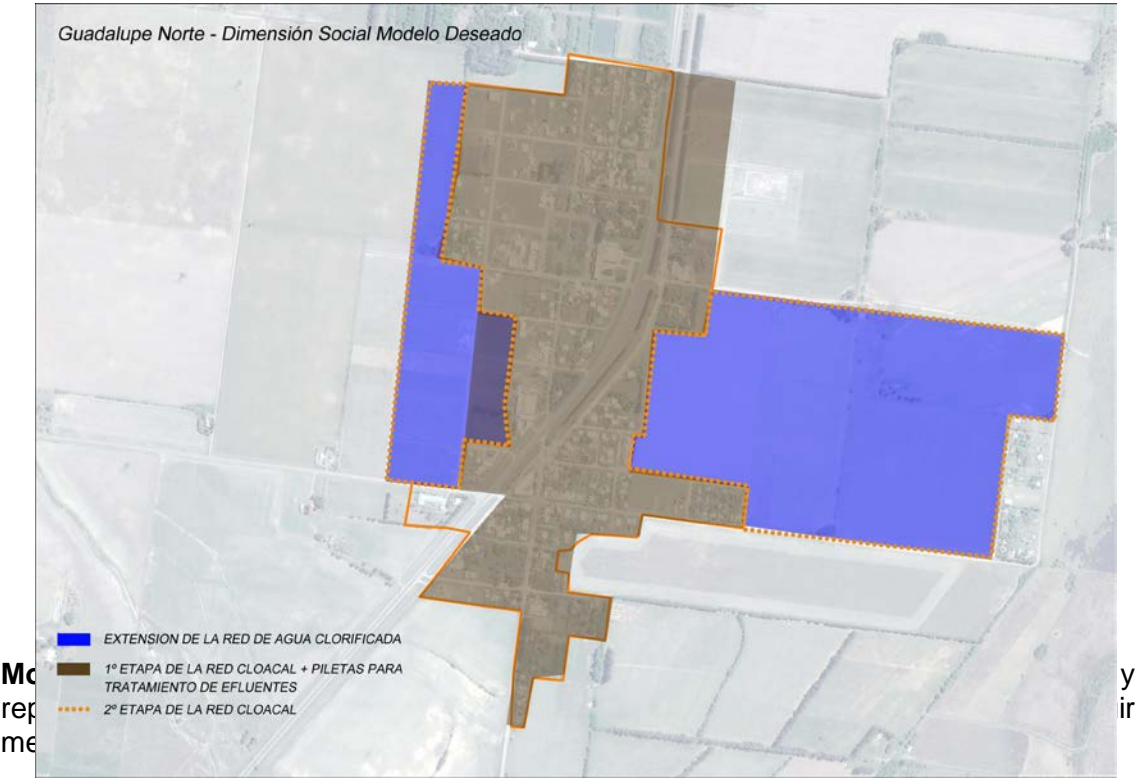 Guadalupe Norte - Dimensión Social Modelo Deseado
EXTENSION DE LA RED DE AGUA CLORIFICADA
1º ETAPA DE LA RED CLOACAL + PILETAS PARA
TRATAMIENTO DE EFLUENTES
2º ETAPA DE LA RED CLOACAL
y